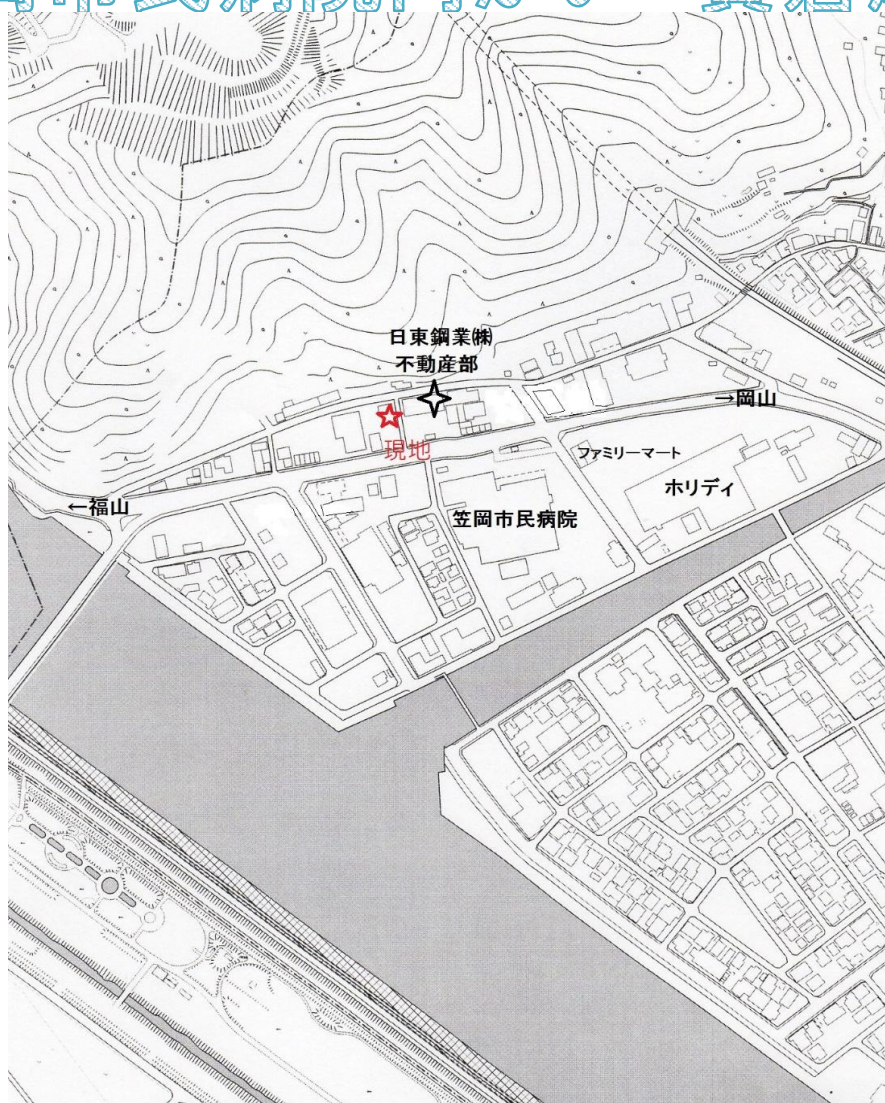 日東鋼業㈱
不動産部
→岡山
現地
ファミリーマート
ホリディ
←福山
笠岡市民病院